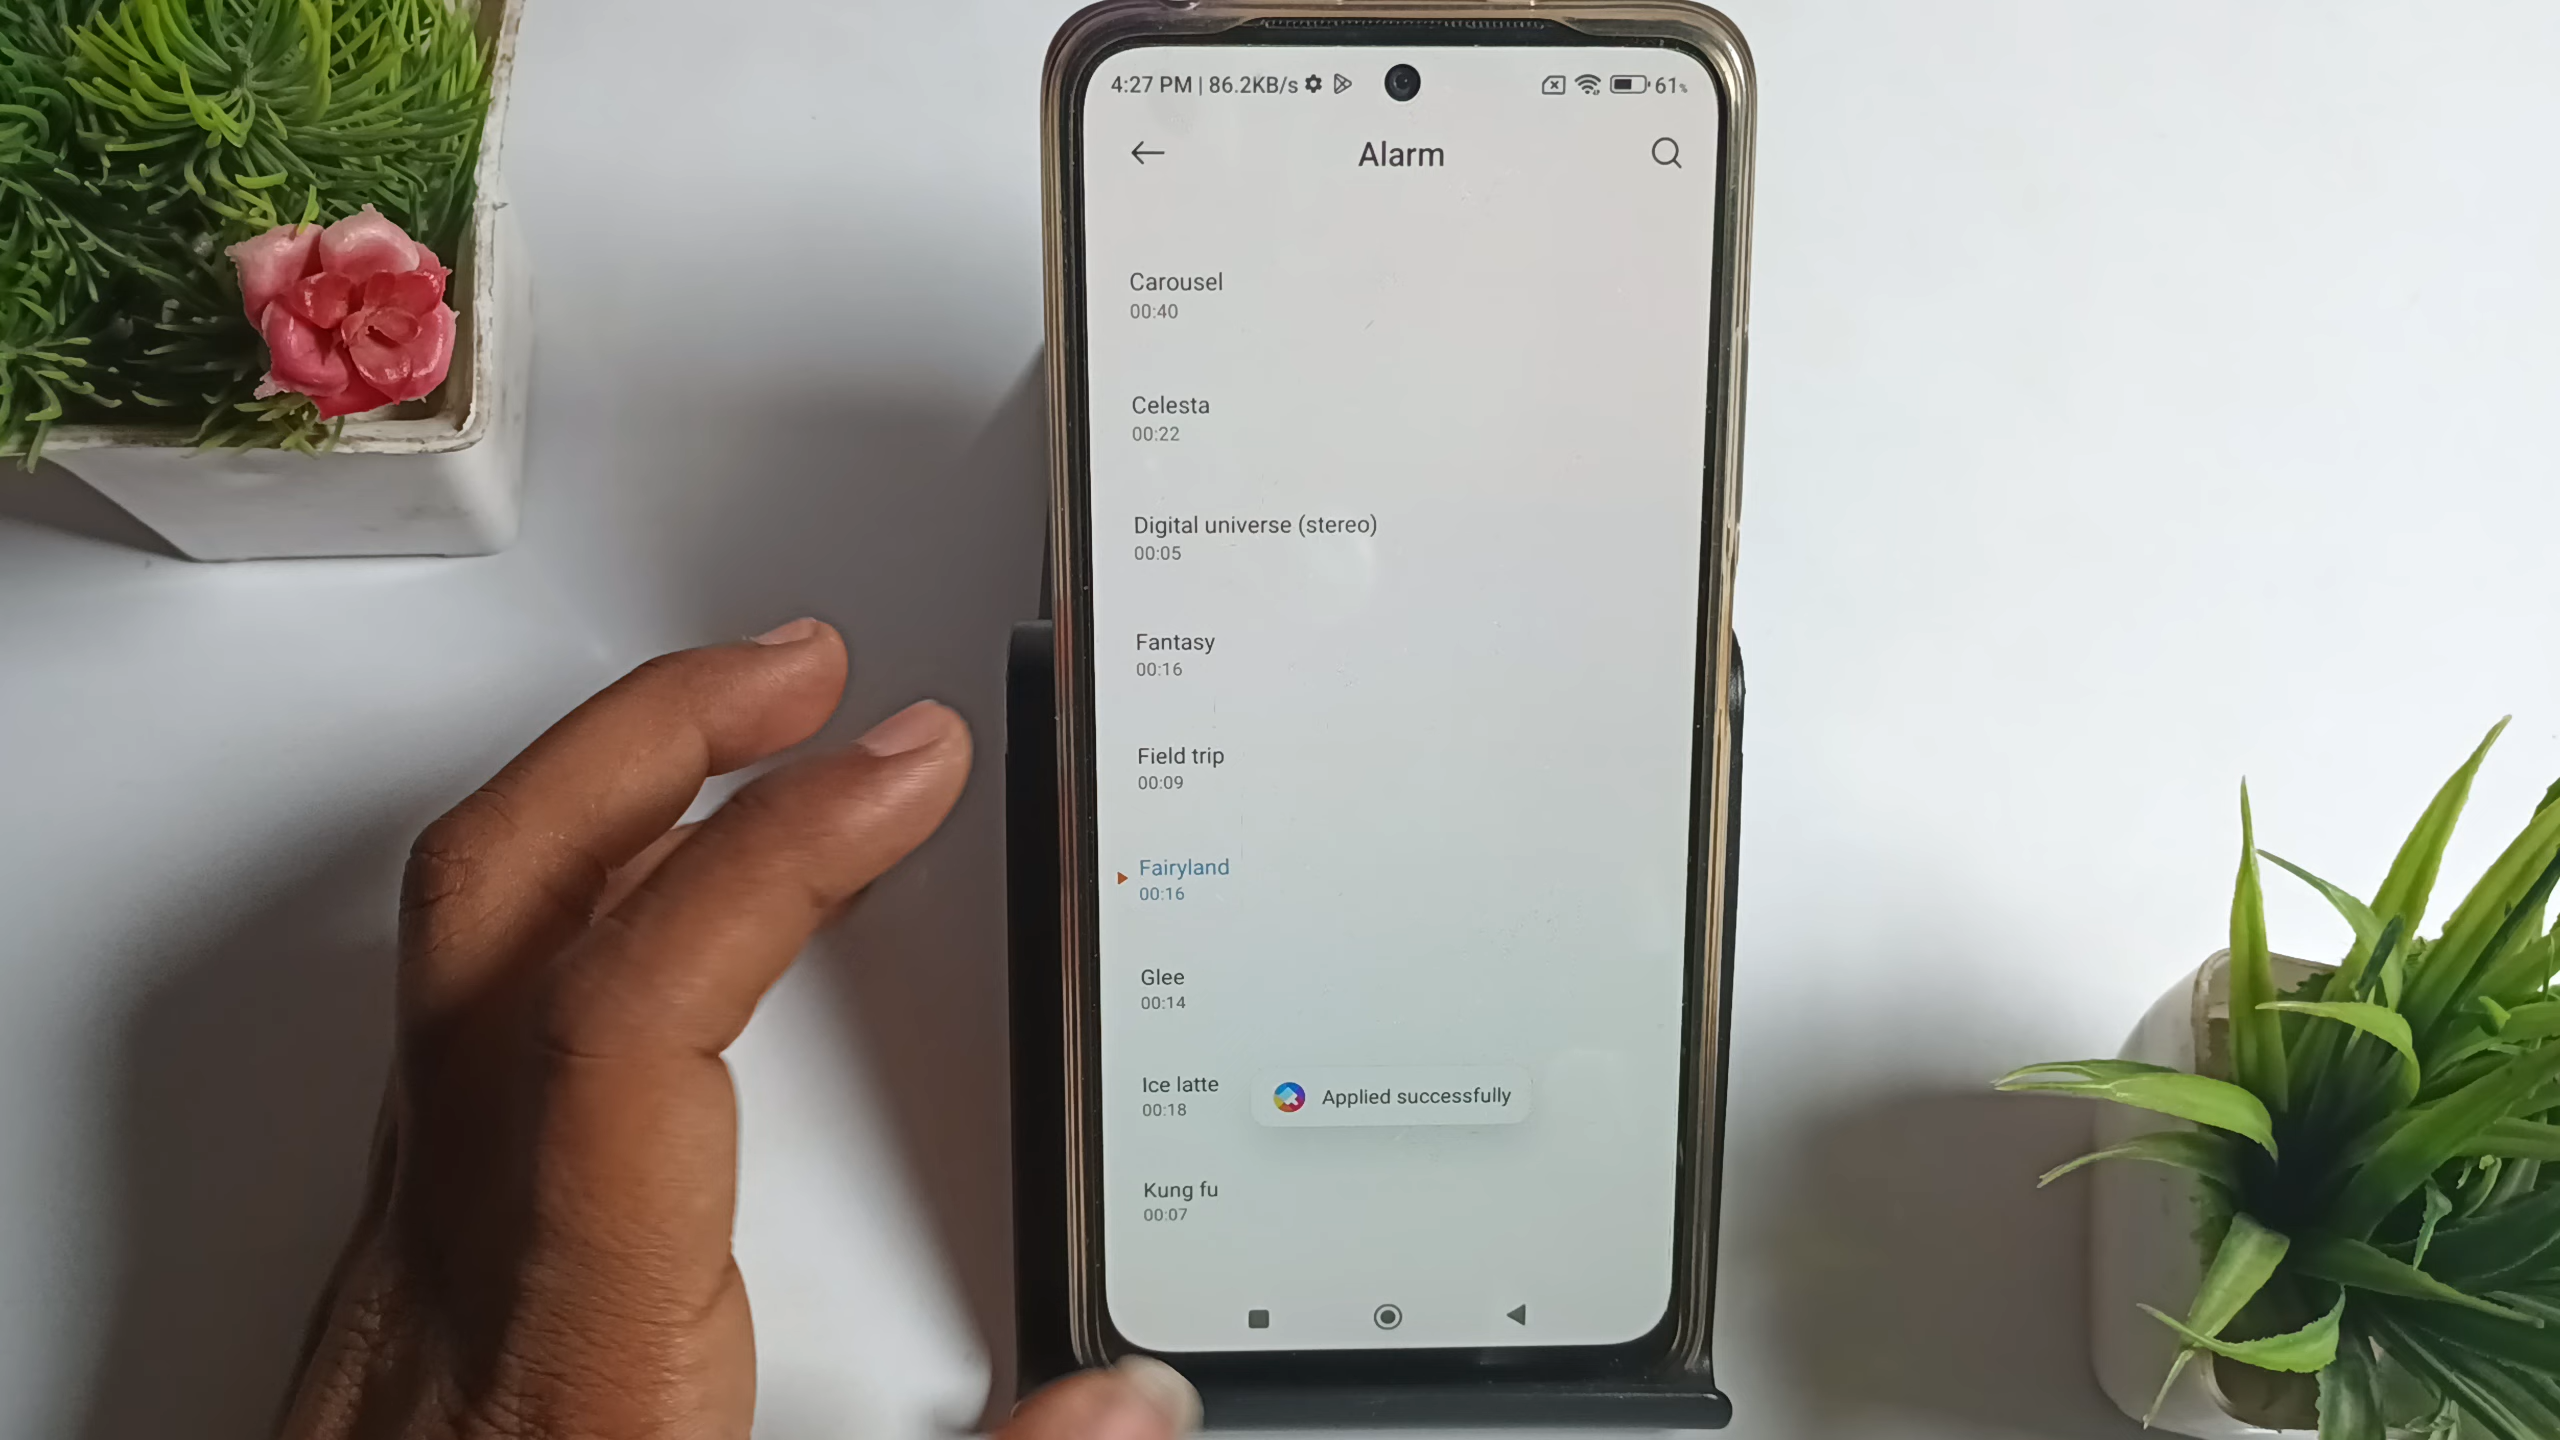 4:27 PM | 86.2KB/s 61%
Alarm
Carousel
00:40
Celesta
00:22
Digital universe (stereo)
00:05
Fantasy
00:16
Field trip
00:09
Fairyland
00:16
Glee
00:14
Ice latte
00:18
Applied successfully
Kung fu
00:07